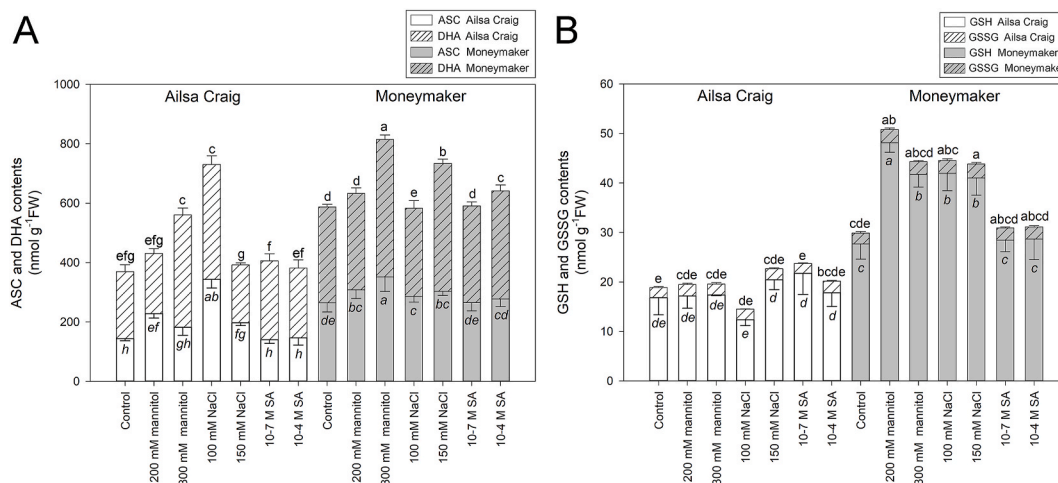 A
ASC Ailsa Craig
DHA Ailsa Craig
ASC Moneymaker
DHA Moneymaker
Ailsa Craig
Moneymaker
ASC and DHA contents
(nmol g⁻¹FW)
1000
800
600
400
200
0
efg
efg
c
c
g
f
ef
d
d
a
e
b
d
c
h
ef
gh
ab
fg
h
h
de
bc
a
c
bc
de
cd
Control
200 mM mannitol
300 mM mannitol
100 mM NaCl
150 mM NaCl
10-7 M SA
10-4 M SA
Control
200 mM mannitol
300 mM mannitol
100 mM NaCl
150 mM NaCl
10-7 M SA
10-4 M SA
B
GSH Ailsa Craig
GSSG Ailsa Craig
GSH Moneymaker
GSSG Moneymaker
Ailsa Craig
Moneymaker
GSH and GSSG contents
(nmol g⁻¹FW)
60
50
40
30
20
10
0
e
cde
cde
de
cde
e
bcde
cde
ab
abcd
abc
a
abcd
abcd
de
de
de
e
d
d
d
c
a
b
b
b
c
c
Control
200 mM mannitol
300 mM mannitol
100 mM NaCl
150 mM NaCl
10-7 M SA
10-4 M SA
Control
200 mM mannitol
300 mM mannitol
100 mM NaCl
150 mM NaCl
10-7 M SA
10-4 M SA